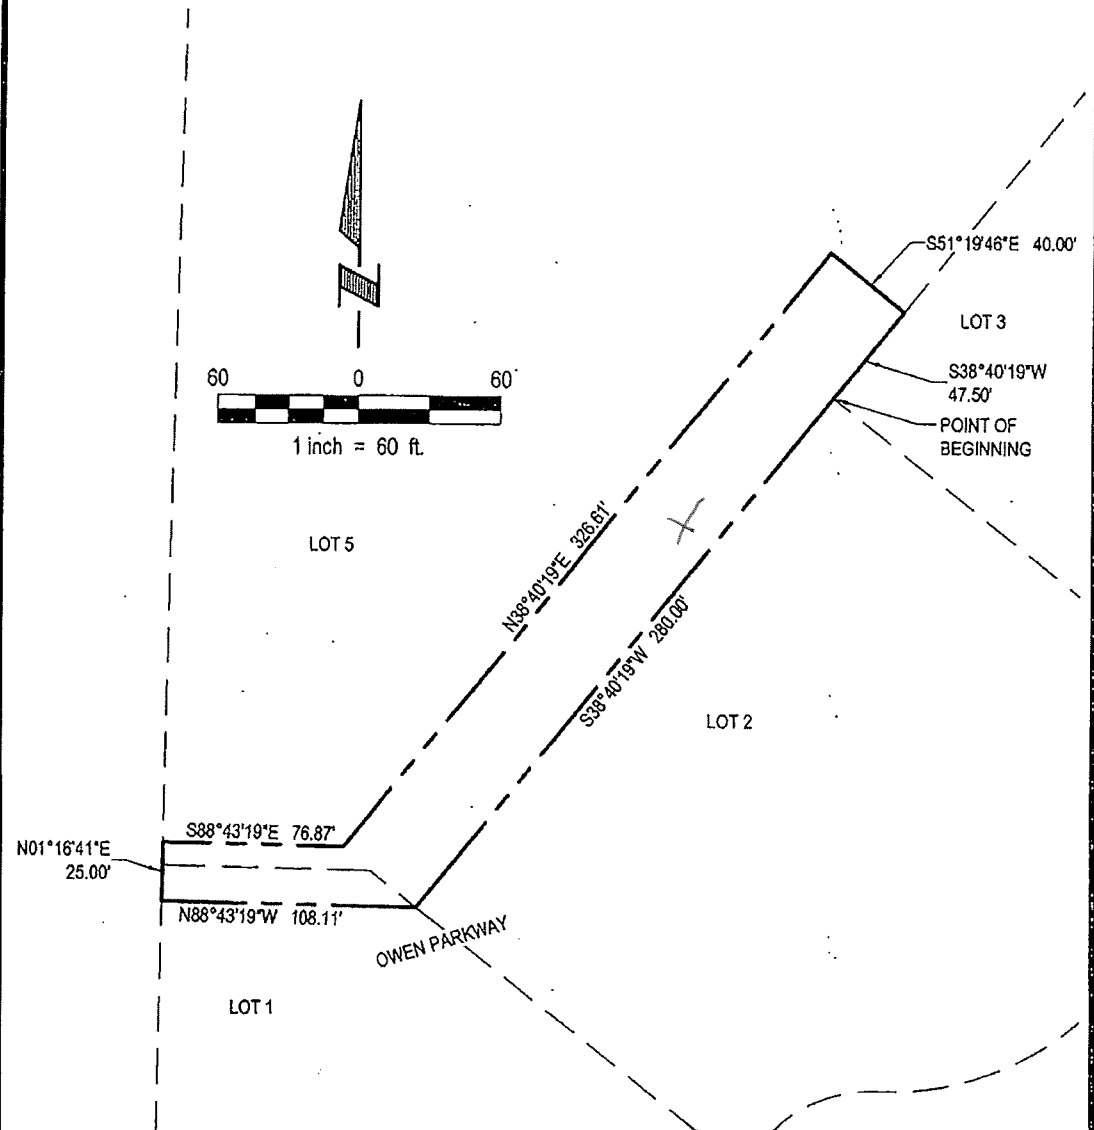 S51°19'46"E 40.00'
LOT 3
60 0 60'
S38°40'19"W
47.50'
POINT OF
BEGINNING
1 inch = 60 ft.
LOT 5
N38°40'19"E 326.61'
S38°40'19"W 280.00'
LOT 2
S88°43'19"E 76.87'
N01°16'41"E
25.00'
N88°43'19"W 108.11'
OWEN PARKWAY
LOT 1